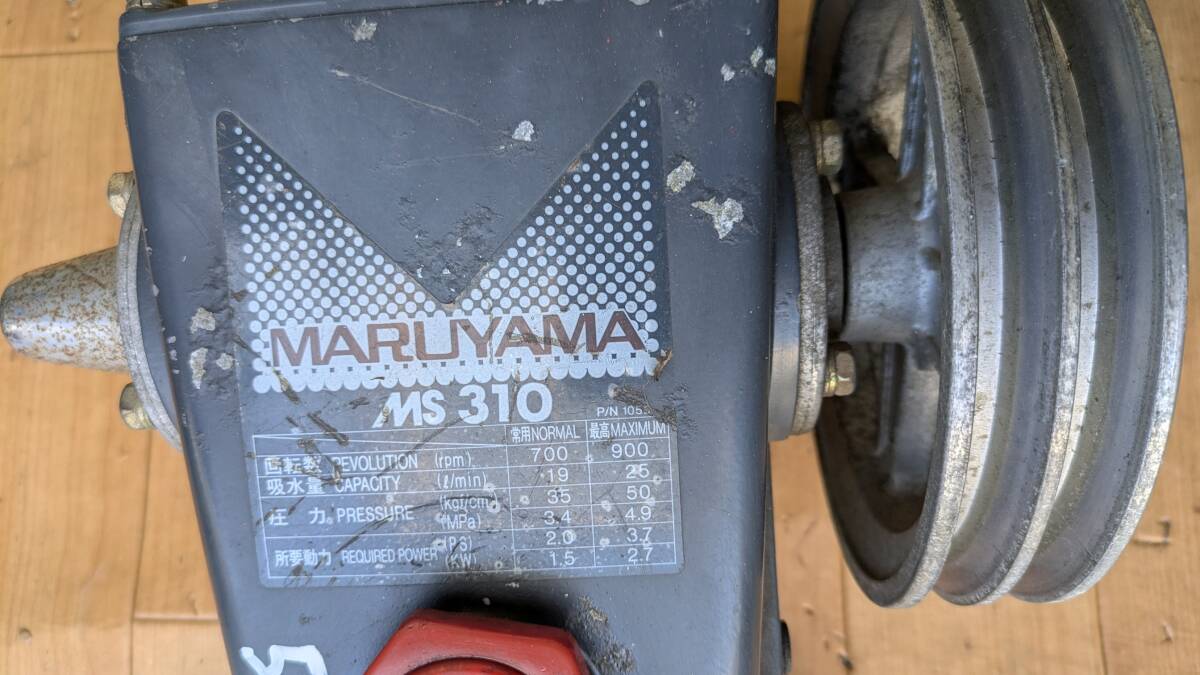 MARUYAMA
MS 310
P/N 105
常用NORMAL 最高MAXIMUM
回転数 REVOLUTION (rpm) 700 900
吸水量 CAPACITY (ℓ/min) 19 25
圧 力 PRESSURE (kgf/cm²) 35 50
(MPa) 3.4 4.9
所要動力 REQUIRED POWER (PS) 2.0 3.7
(KW) 1.5 2.7